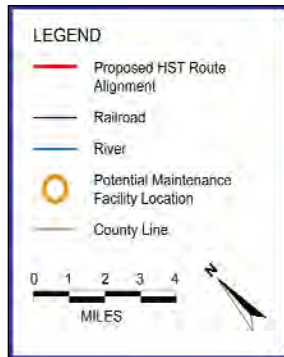 LEGEND
Proposed HST Route
Alignment
Railroad
River
Potential Maintenance
Facility Location
County Line
0 1 2 3 4
MILES
N